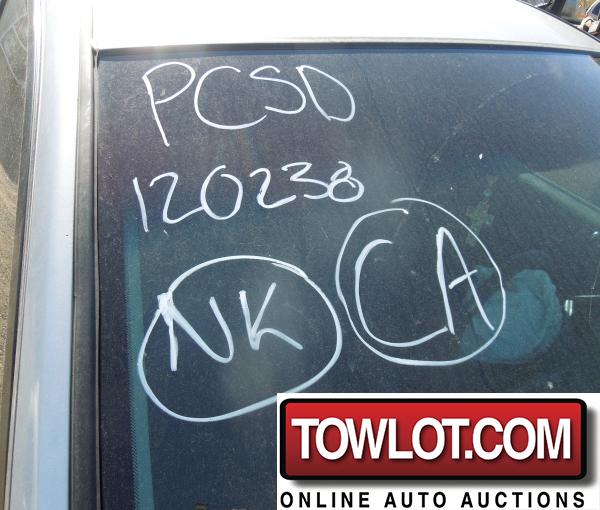 PCSD
120238
NK CA
TOWLOT.COM
ONLINE AUTO AUCTIONS